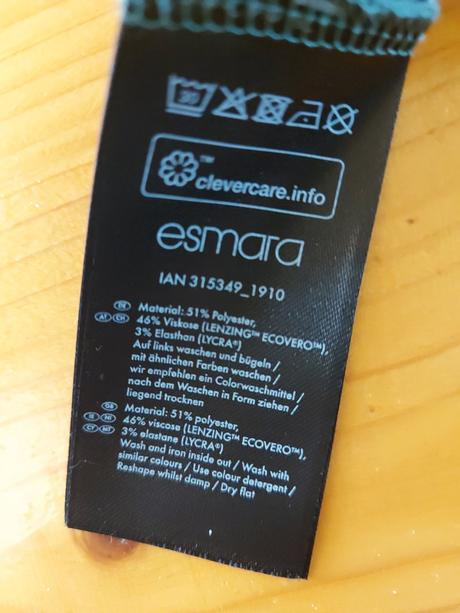 30
clevercare.info™
esmara
IAN 315349_1910
DE AT CH Material: 51% Polyester,
46% Viskose (LENZING™ ECOVERO™),
3% Elasthan (LYCRA®)
Auf links waschen und bügeln /
mit ähnlichen Farben waschen /
wir empfehlen ein Colorwaschmittel /
nach dem Waschen in Form ziehen /
liegend trocknen
GB IE NI CY MT Material: 51% polyester,
46% viscose (LENZING™ ECOVERO™),
3% elastane (LYCRA®)
Wash and iron inside out / Wash with
similar colours / Use colour detergent /
Reshape whilst damp / Dry flat